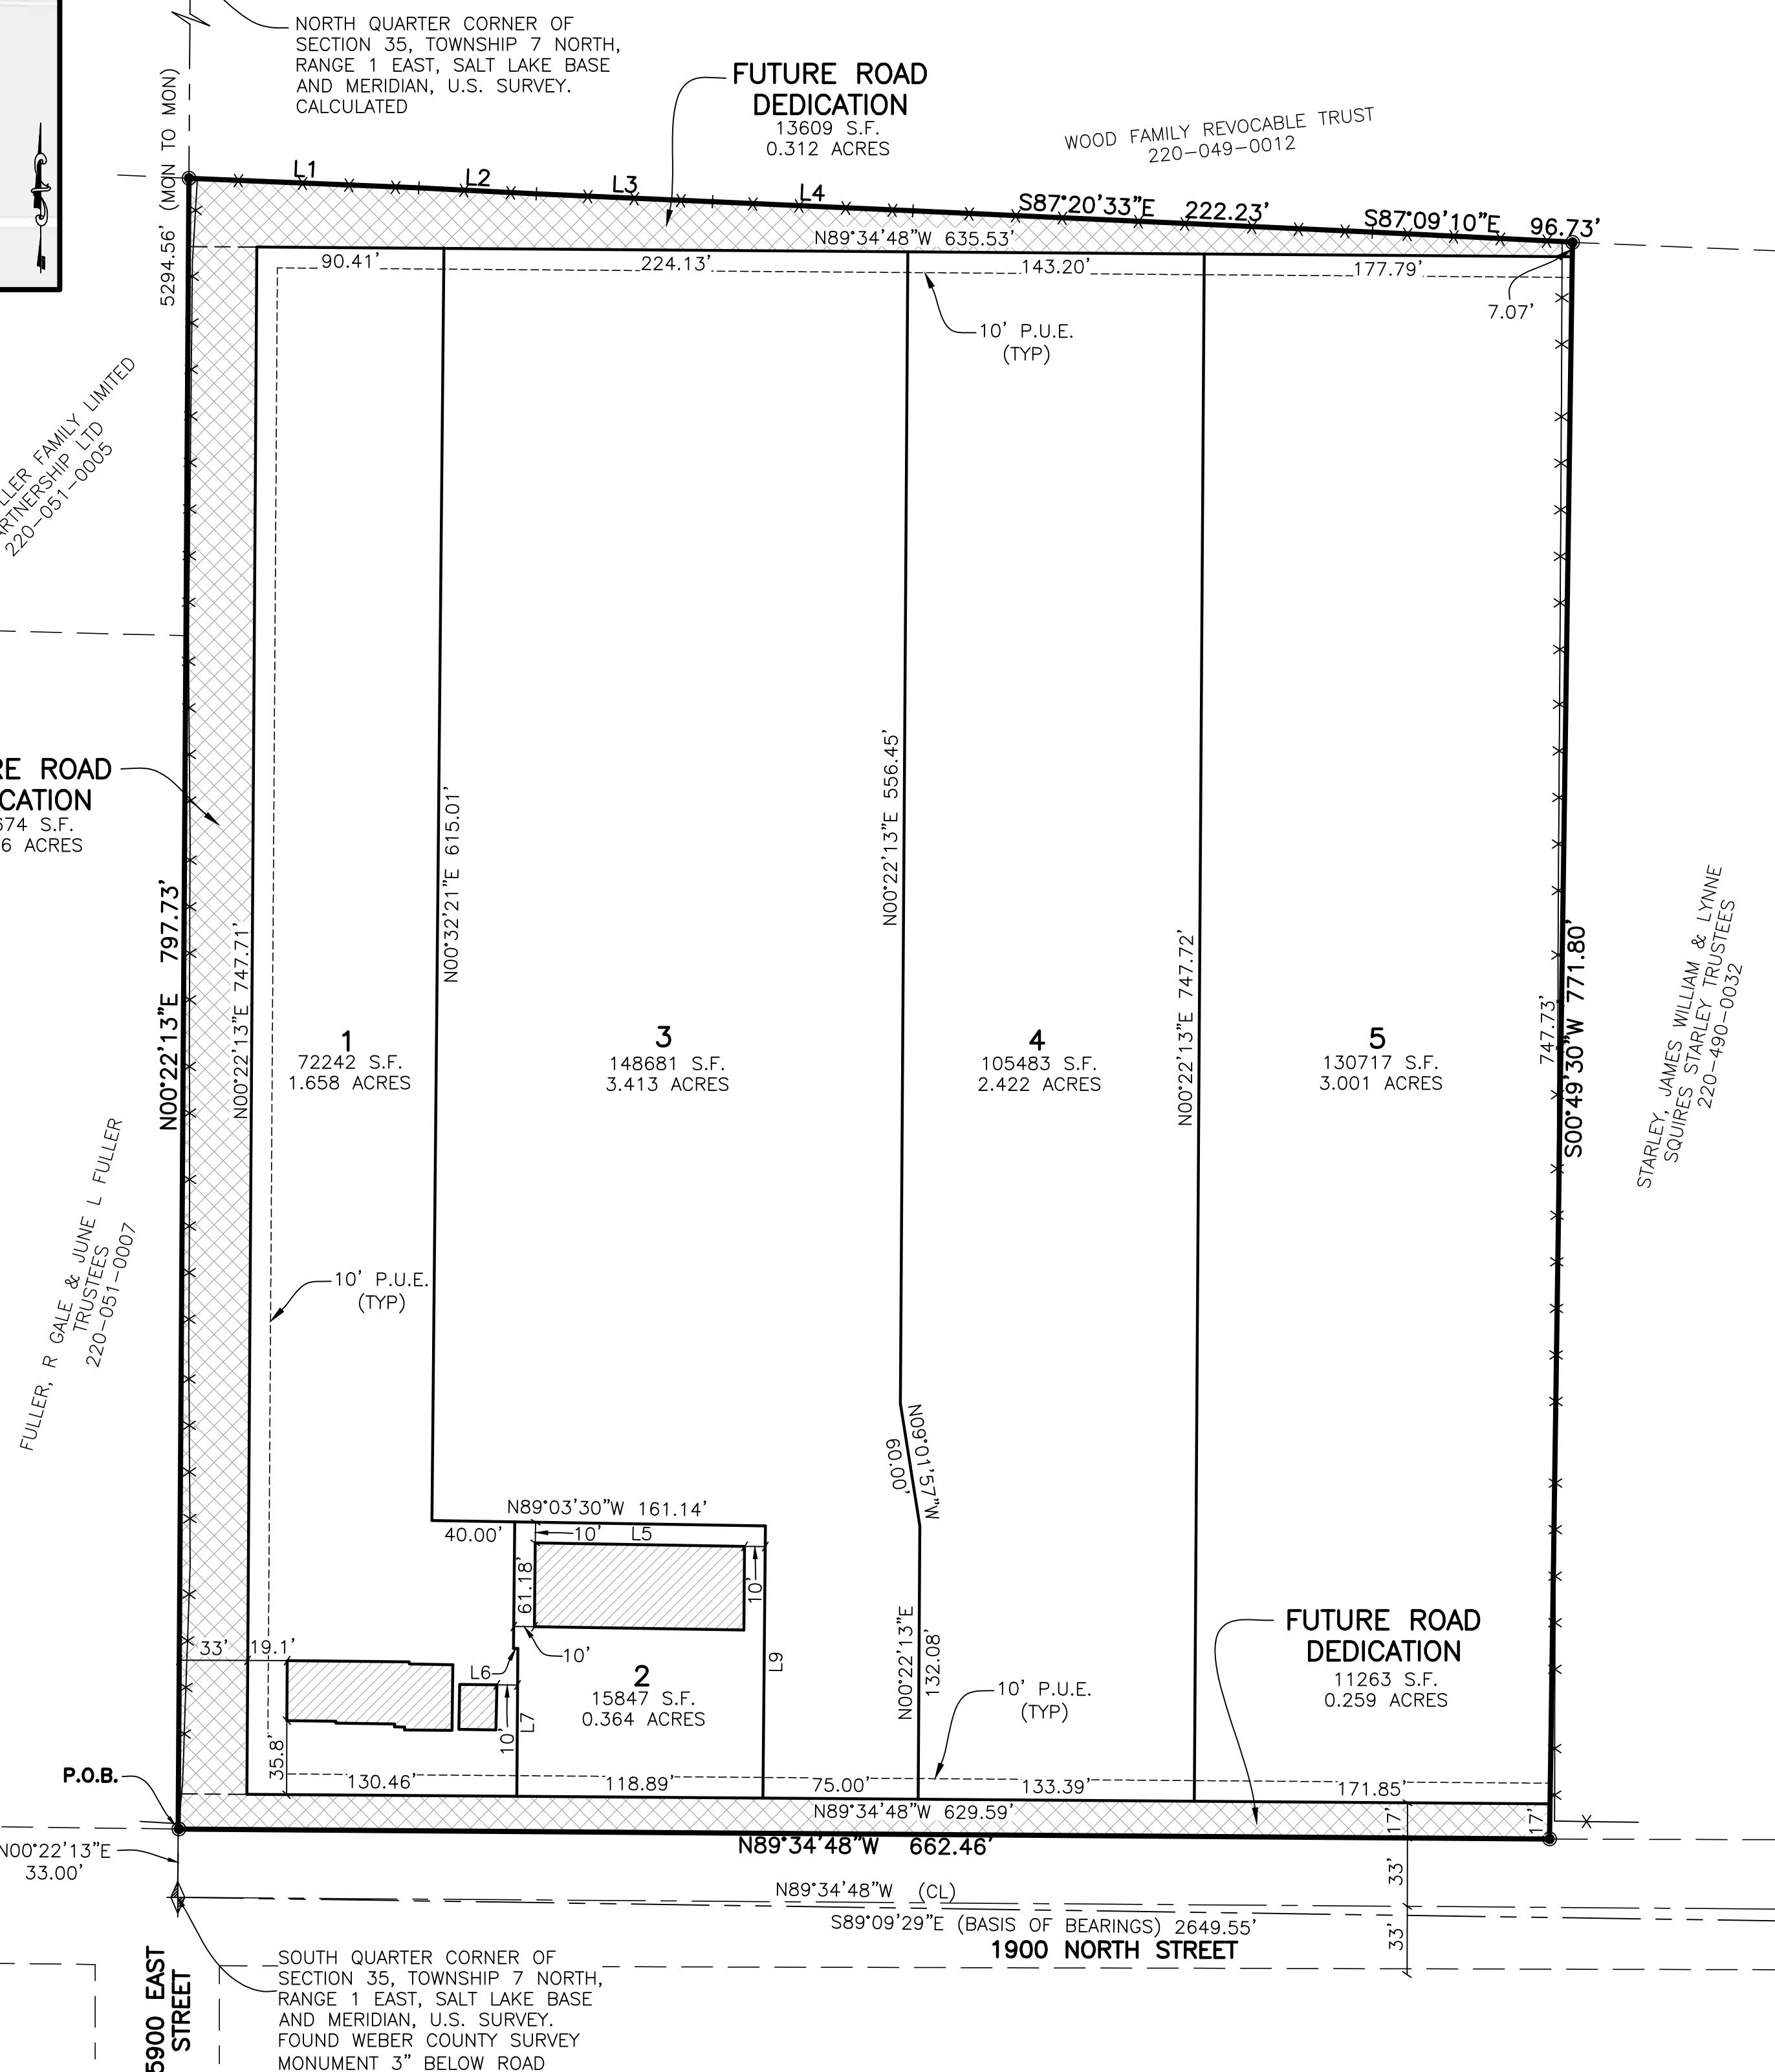 NORTH QUARTER CORNER OF
SECTION 35, TOWNSHIP 7 NORTH,
RANGE 1 EAST, SALT LAKE BASE
AND MERIDIAN, U.S. SURVEY.
CALCULATED
FUTURE ROAD
DEDICATION
13609 S.F.
0.312 ACRES
WOOD FAMILY REVOCABLE TRUST
220-049-0012
5294.56' (MON TO MON)
L1
L2
L3
L4
S87°20'33"E 222.23'
S87°09'10"E 96.73'
N89°34'48"W 635.53'
90.41'
224.13'
143.20'
177.79'
7.07'
10' P.U.E.
(TYP)
LLER FAMILY LIMITED
ARTNERSHIP LTD
220-051-0005
RE ROAD
CATION
674 S.F.
6 ACRES
N00°22'13"E 797.73'
N00°22'13"E 747.71'
N00°32'21"E 615.01'
N00°22'13"E 556.45'
N00°22'13"E 747.72'
747.73'
S00°49'30"W 771.80'
STARLEY, JAMES WILLIAM & LYNNE
SQUIRES STARLEY TRUSTEES
220-490-0032
1
72242 S.F.
1.658 ACRES
3
148681 S.F.
3.413 ACRES
4
105483 S.F.
2.422 ACRES
5
130717 S.F.
3.001 ACRES
FULLER, R GALE & JUNE L FULLER
TRUSTEES
220-051-0007
10' P.U.E.
(TYP)
N09°01'57"W
60.00'
N89°03'30"W 161.14'
40.00'
10'
L5
61.18'
10'
10'
33'
19.1'
L6
L9
2
15847 S.F.
0.364 ACRES
N00°22'13"E
132.08'
10' P.U.E.
(TYP)
FUTURE ROAD
DEDICATION
11263 S.F.
0.259 ACRES
35.8'
10'
L7
P.O.B.
130.46'
118.89'
75.00'
133.39'
171.85'
N89°34'48"W 629.59'
17'
17'
N89°34'48"W 662.46'
N00°22'13"E
33.00'
N89°34'48"W (CL)
33'
S89°09'29"E (BASIS OF BEARINGS) 2649.55'
1900 NORTH STREET
33'
5900 EAST
STREET
SOUTH QUARTER CORNER OF
SECTION 35, TOWNSHIP 7 NORTH,
RANGE 1 EAST, SALT LAKE BASE
AND MERIDIAN, U.S. SURVEY.
FOUND WEBER COUNTY SURVEY
MONUMENT 3" BELOW ROAD